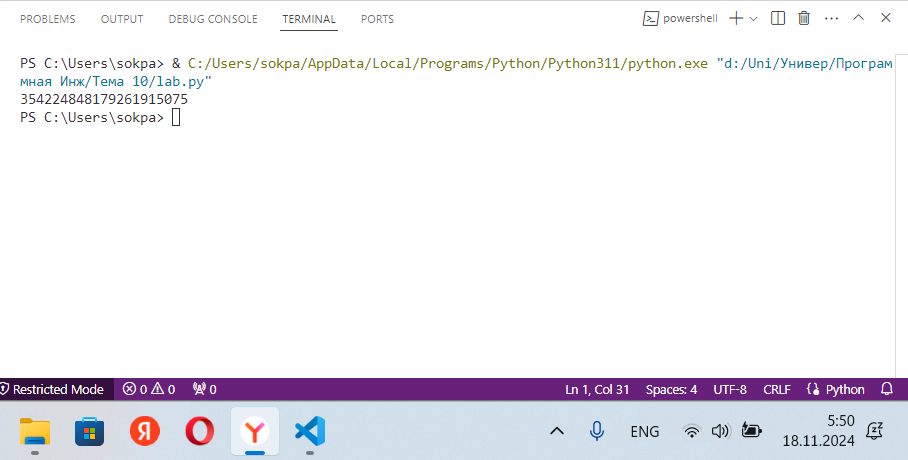 PROBLEMS OUTPUT DEBUG CONSOLE TERMINAL PORTS powershell
PS C:\Users\sokpa> & C:/Users/sokpa/AppData/Local/Programs/Python/Python311/python.exe "d:/Uni/Универ/Програм
мная Инж/Тема 10/lab.py"
354224848179261915075
PS C:\Users\sokpa>
Restricted Mode 0 0 0 Ln 1, Col 31 Spaces: 4 UTF-8 CRLF Python
Я Y ENG 5:50
18.11.2024